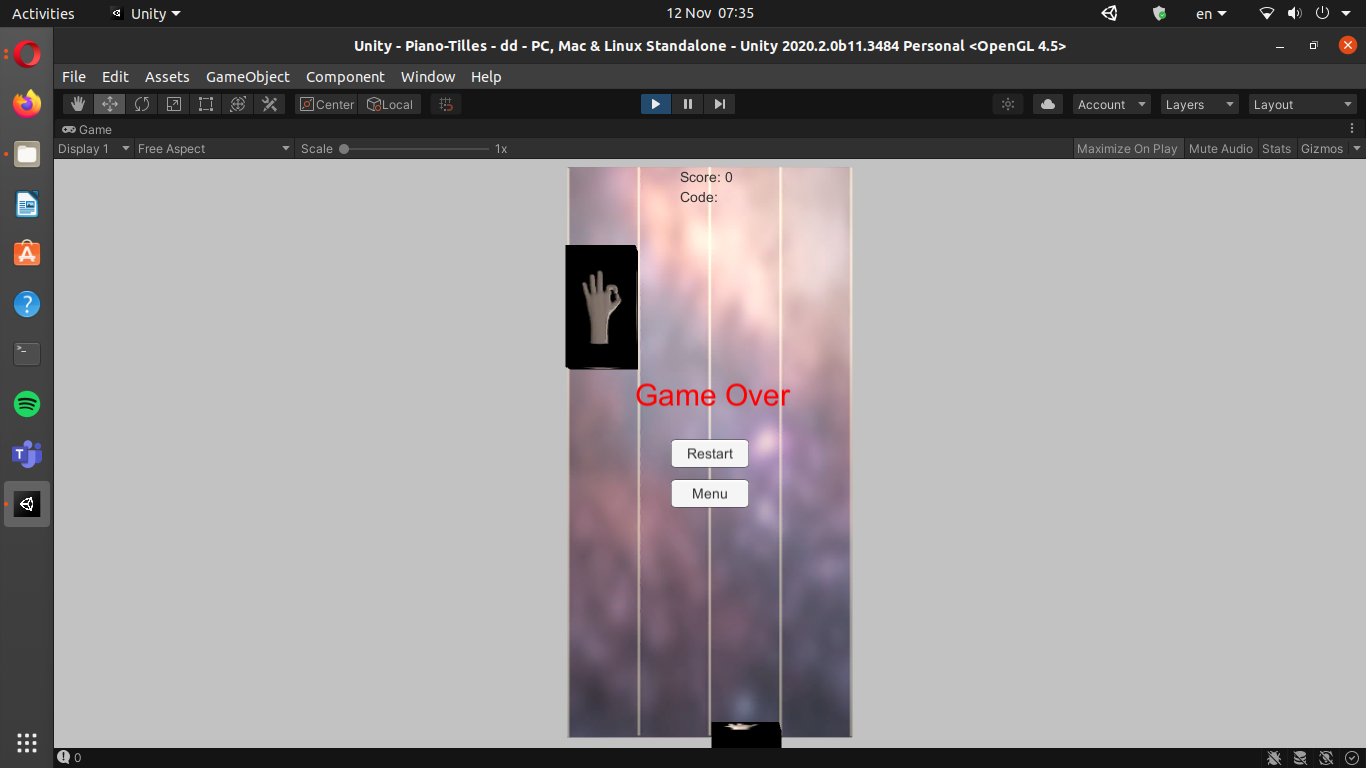 Activities
Unity
12 Nov 07:35
en
Unity - Piano-Tilles - dd - PC, Mac & Linux Standalone - Unity 2020.2.0b11.3484 Personal <OpenGL 4.5>
File Edit Assets GameObject Component Window Help
Center Local Account Layers Layout
Game
Display 1 Free Aspect Scale 1x Maximize On Play Mute Audio Stats Gizmos
Score: 0
Code:
Game Over
Restart
Menu
0